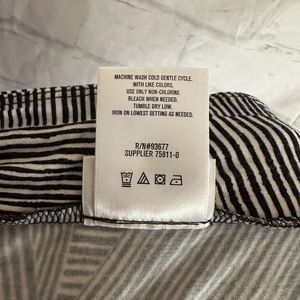 MACHINE WASH COLD GENTLE CYCLE.
WITH LIKE COLORS.
USE ONLY NON-CHLORINE
BLEACH WHEN NEEDED.
TUMBLE DRY LOW.
IRON ON LOWEST SETTING AS NEEDED.
R/N#93677
SUPPLIER 75811-0